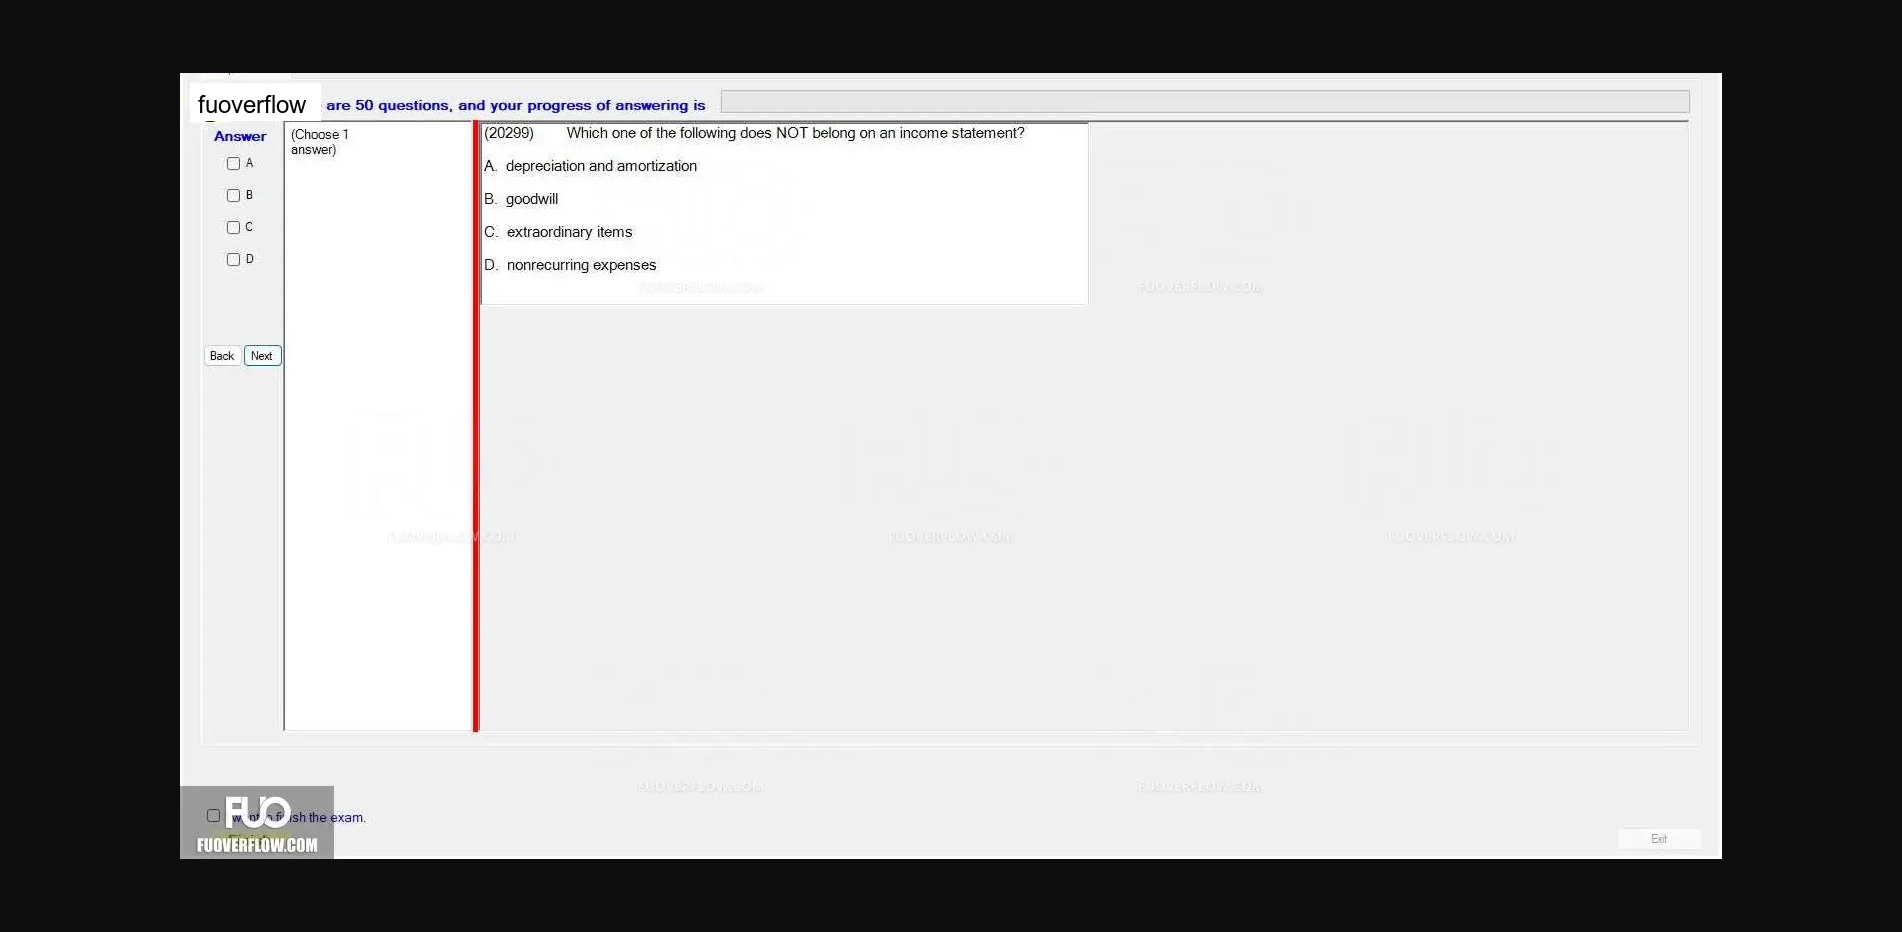 fuoverflow are 50 questions, and your progress of answering is
Answer
(Choose 1
answer)
A
B
C
D
Back Next
(20299) Which one of the following does NOT belong on an income statement?
A. depreciation and amortization
B. goodwill
C. extraordinary items
D. nonrecurring expenses
FUOVERFLOW.COM FUOVERFLOW.COM
FUOVERFLOW.COM FUOVERFLOW.COM FUOVERFLOW.COM
FUOVERFLOW.COM FUOVERFLOW.COM
FUO
the exam.
FUOVERFLOW.COM
Exit